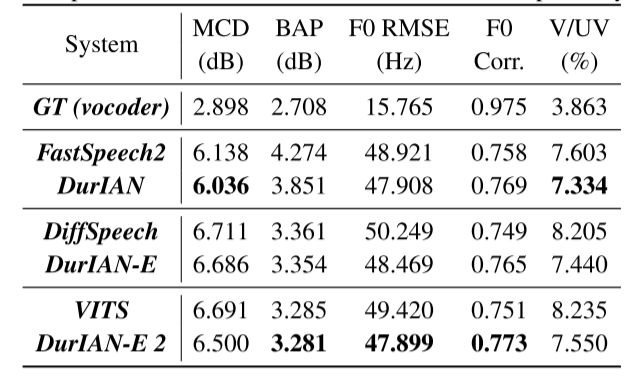 System MCD BAP F0 RMSE F0 V/UV
(dB) (dB) (Hz) Corr. (%)
GT (vocoder) 2.898 2.708 15.765 0.975 3.863
FastSpeech2 6.138 4.274 48.921 0.758 7.603
DurIAN 6.036 3.851 47.908 0.769 7.334
DiffSpeech 6.711 3.361 50.249 0.749 8.205
DurIAN-E 6.686 3.354 48.469 0.765 7.440
VITS 6.691 3.285 49.420 0.751 8.235
DurIAN-E 2 6.500 3.281 47.899 0.773 7.550